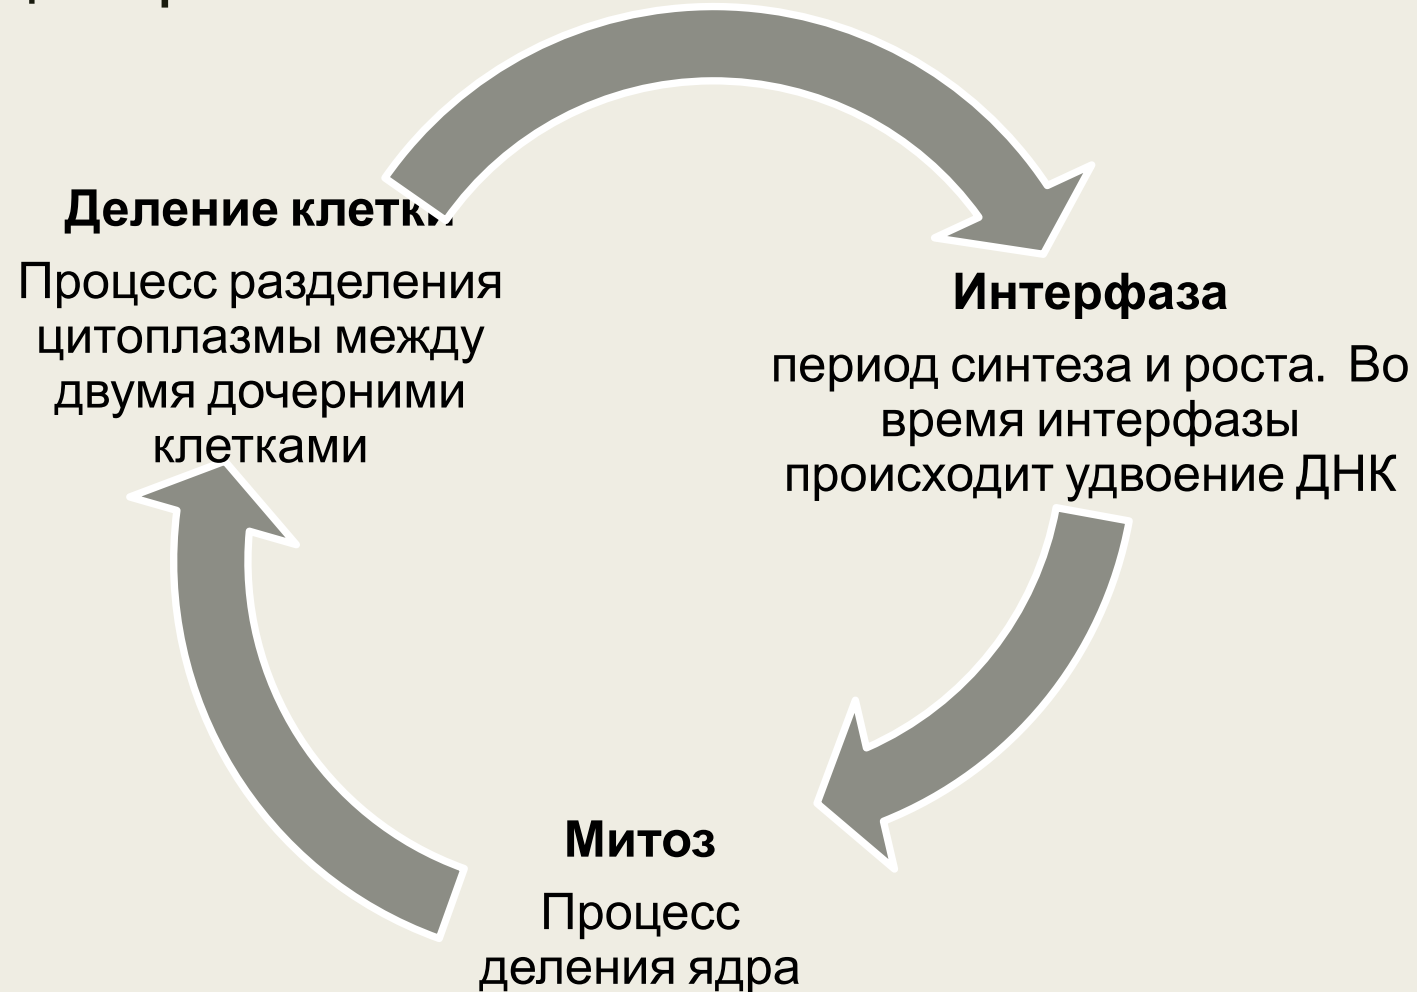 Деление клетки
Процесс разделения
цитоплазмы между
двумя дочерними
клетками
Интерфаза
период синтеза и роста. Во
время интерфазы
происходит удвоение ДНК
Митоз
Процесс
деления ядра